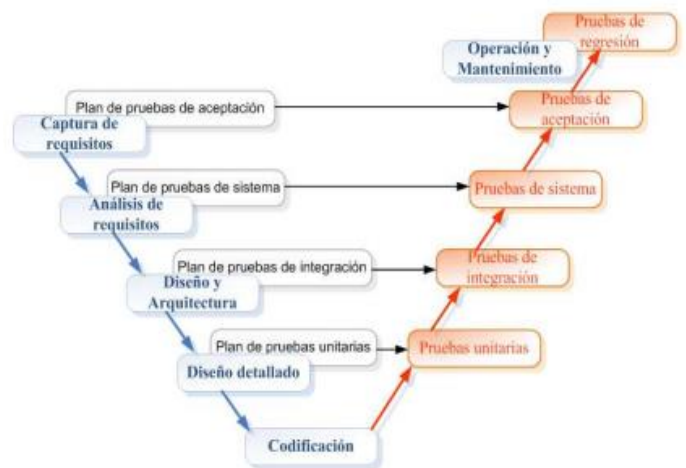 Pruebas de
regresión
Operación y
Mantenimiento
Plan de pruebas de aceptación
Pruebas de
aceptación
Captura de
requisitos
Plan de pruebas de sistema
Pruebas de sistema
Análisis de
requisitos
Plan de pruebas de integración
Pruebas de
integración
Diseño y
Arquitectura
Plan de pruebas unitarias
Pruebas unitarias
Diseño detallado
Codificación